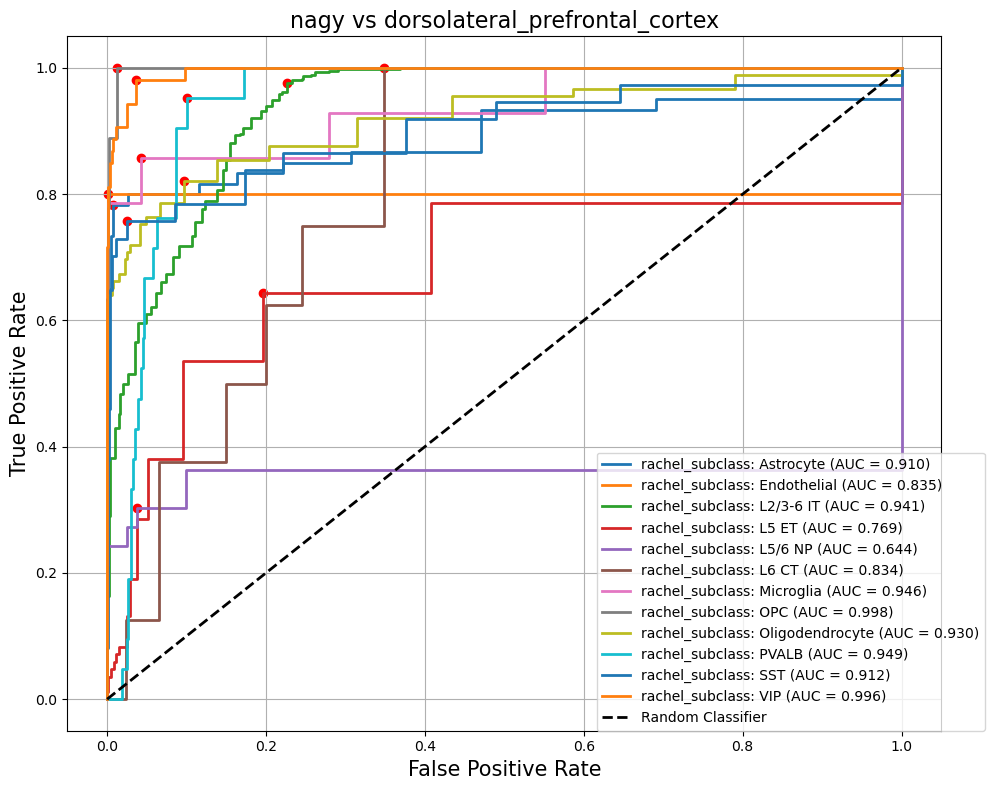 nagy vs dorsolateral_prefrontal_cortex
True Positive Rate
1.0
0.8
0.6
0.4
0.2
0.0
rachel_subclass: Astrocyte (AUC = 0.910)
rachel_subclass: Endothelial (AUC = 0.835)
rachel_subclass: L2/3-6 IT (AUC = 0.941)
rachel_subclass: L5 ET (AUC = 0.769)
rachel_subclass: L5/6 NP (AUC = 0.644)
rachel_subclass: L6 CT (AUC = 0.834)
rachel_subclass: Microglia (AUC = 0.946)
rachel_subclass: OPC (AUC = 0.998)
rachel_subclass: Oligodendrocyte (AUC = 0.930)
rachel_subclass: PVALB (AUC = 0.949)
rachel_subclass: SST (AUC = 0.912)
rachel_subclass: VIP (AUC = 0.996)
Random Classifier
0.0 0.2 0.4 0.6 0.8 1.0
False Positive Rate